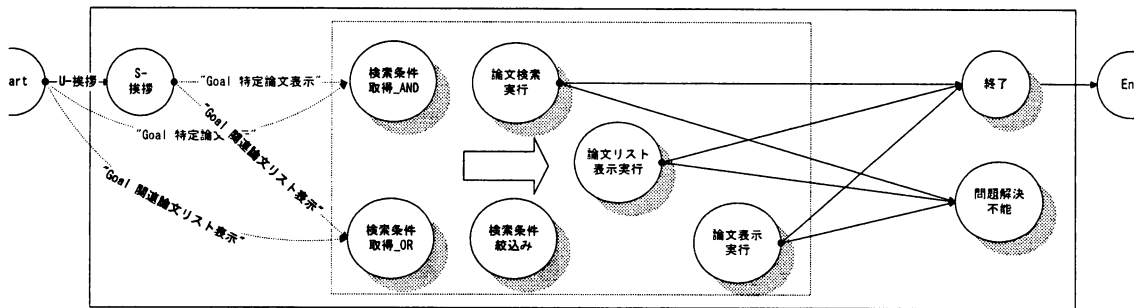 art
U-挨拶
S-
挨拶
"Goal 特定論文表示"
"Goal 特定論文
"Goal 関連論文リスト表示"
"Goal 関連論文リスト表示"
検索条件
取得_AND
論文検索
実行
論文リスト
表示実行
検索条件
取得_OR
検索条件
絞込み
論文表示
実行
終了
問題解決
不能
En